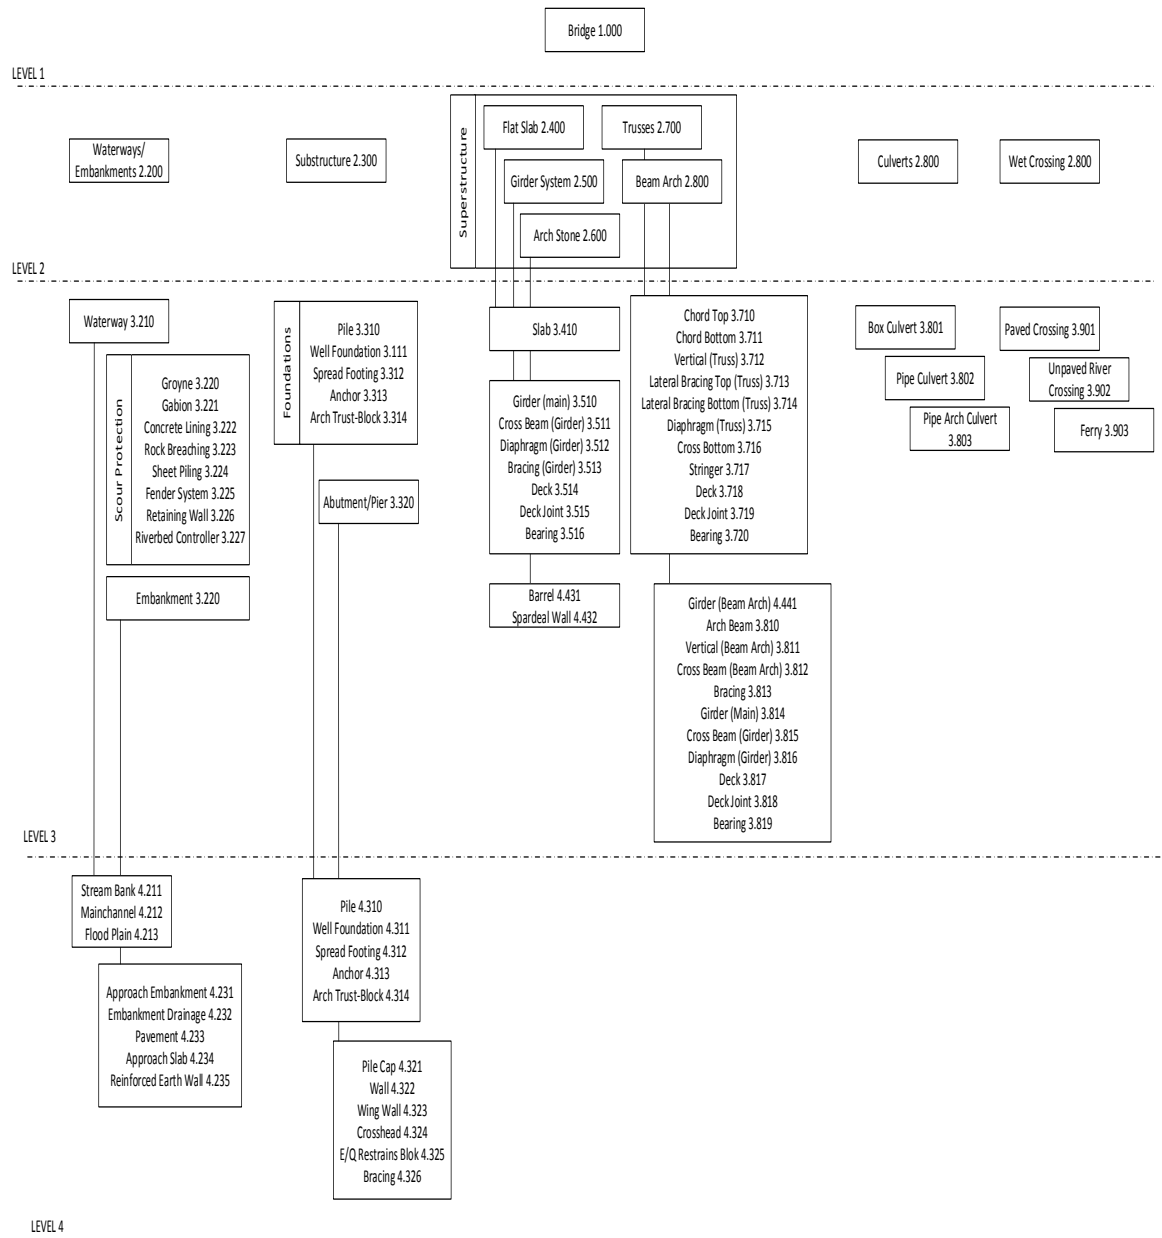 Bridge 1.000
LEVEL 1
Waterways/
Embankments 2.200
Substructure 2.300
Superstructure
Flat Slab 2.400
Trusses 2.700
Girder System 2.500
Beam Arch 2.800
Arch Stone 2.600
Culverts 2.800
Wet Crossing 2.800
LEVEL 2
Waterway 3.210
Scour Protection
Groyne 3.220
Gabion 3.221
Concrete Lining 3.222
Rock Breaching 3.223
Sheet Piling 3.224
Fender System 3.225
Retaining Wall 3.226
Riverbed Controller 3.227
Embankment 3.220
Foundations
Pile 3.310
Well Foundation 3.111
Spread Footing 3.312
Anchor 3.313
Arch Trust-Block 3.314
Abutment/Pier 3.320
Slab 3.410
Girder (main) 3.510
Cross Beam (Girder) 3.511
Diaphragm (Girder) 3.512
Bracing (Girder) 3.513
Deck 3.514
Deck Joint 3.515
Bearing 3.516
Barrel 4.431
Spardeal Wall 4.432
Chord Top 3.710
Chord Bottom 3.711
Vertical (Truss) 3.712
Lateral Bracing Top (Truss) 3.713
Lateral Bracing Bottom (Truss) 3.714
Diaphragm (Truss) 3.715
Cross Bottom 3.716
Stringer 3.717
Deck 3.718
Deck Joint 3.719
Bearing 3.720
Girder (Beam Arch) 4.441
Arch Beam 3.810
Vertical (Beam Arch) 3.811
Cross Beam (Beam Arch) 3.812
Bracing 3.813
Girder (Main) 3.814
Cross Beam (Girder) 3.815
Diaphragm (Girder) 3.816
Deck 3.817
Deck Joint 3.818
Bearing 3.819
Box Culvert 3.801
Pipe Culvert 3.802
Pipe Arch Culvert
3.803
Paved Crossing 3.901
Unpaved River
Crossing 3.902
Ferry 3.903
LEVEL 3
Stream Bank 4.211
Mainchannel 4.212
Flood Plain 4.213
Approach Embankment 4.231
Embankment Drainage 4.232
Pavement 4.233
Approach Slab 4.234
Reinforced Earth Wall 4.235
Pile 4.310
Well Foundation 4.311
Spread Footing 4.312
Anchor 4.313
Arch Trust-Block 4.314
Pile Cap 4.321
Wall 4.322
Wing Wall 4.323
Crosshead 4.324
E/Q Restrains Blok 4.325
Bracing 4.326
LEVEL 4